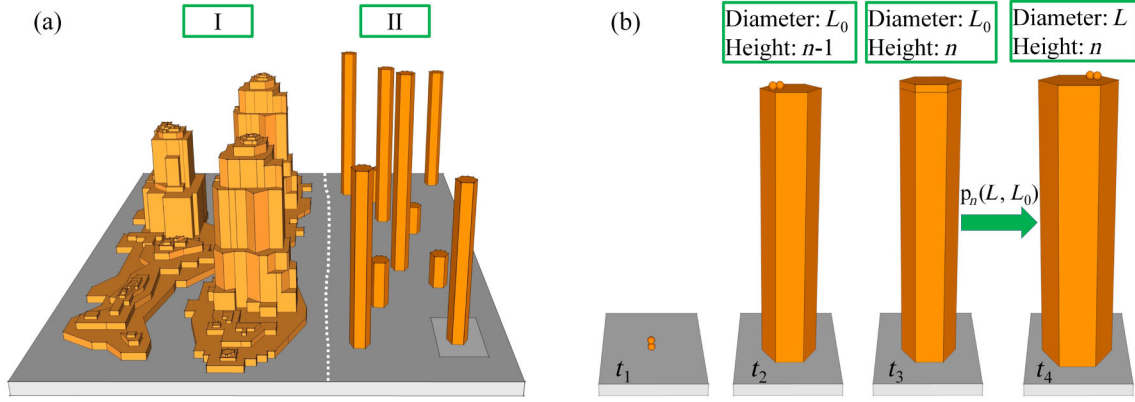 (a)
I
II
(b)
Diameter: L₀
Height: n-1
Diameter: L₀
Height: n
Diameter: L
Height: n
pₙ(L, L₀)
t₁
t₂
t₃
t₄